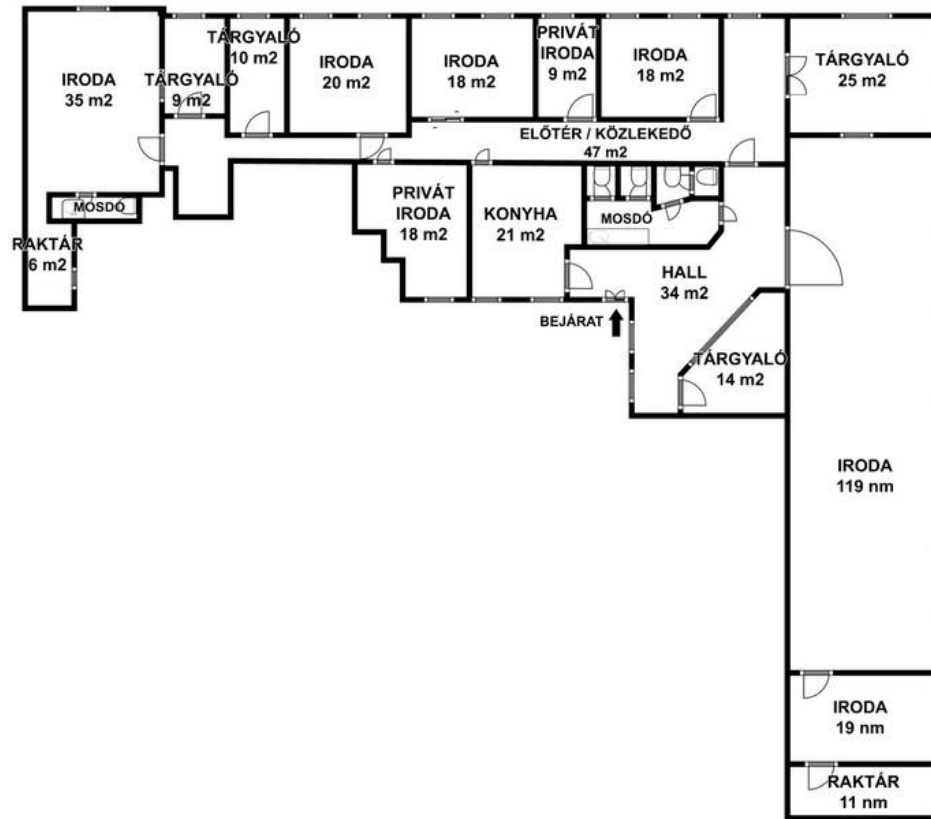 IRODA
35 m2
TÁRGYALÓ
9 m2
TÁRGYALÓ
10 m2
IRODA
20 m2
IRODA
18 m2
PRIVÁT
IRODA
9 m2
IRODA
18 m2
TÁRGYALÓ
25 m2
ELŐTÉR / KÖZLEKEDŐ
47 m2
MOSDÓ
RAKTÁR
6 m2
PRIVÁT
IRODA
18 m2
KONYHA
21 m2
MOSDÓ
HALL
34 m2
BEJÁRAT
TÁRGYALÓ
14 m2
IRODA
119 nm
IRODA
19 nm
RAKTÁR
11 nm